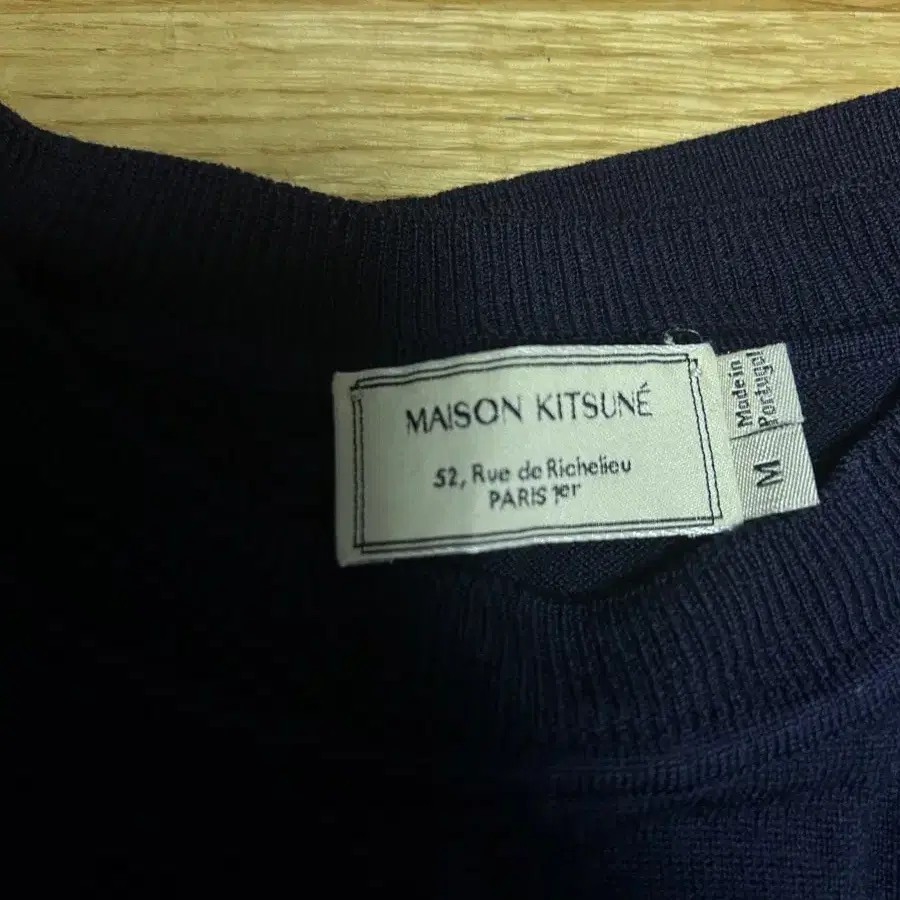 MAISON KITSUNÉ
52, Rue de Richelieu
PARIS 1er
Made in
Portugal
M